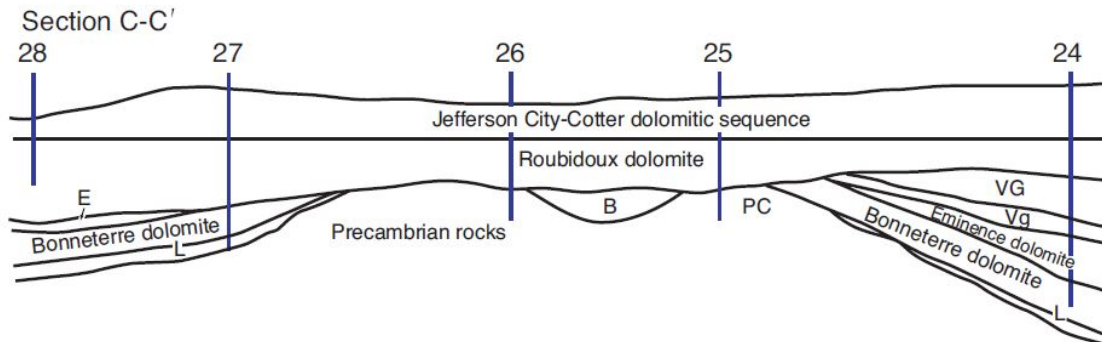 Section C-C'
28 27 26 25 24
Jefferson City-Cotter dolomitic sequence
Roubidoux dolomite
E
VG
B
PC
Vg
Precambrian rocks
Bonneterre dolomite
Eminence dolomite
L
Bonneterre dolomite
L